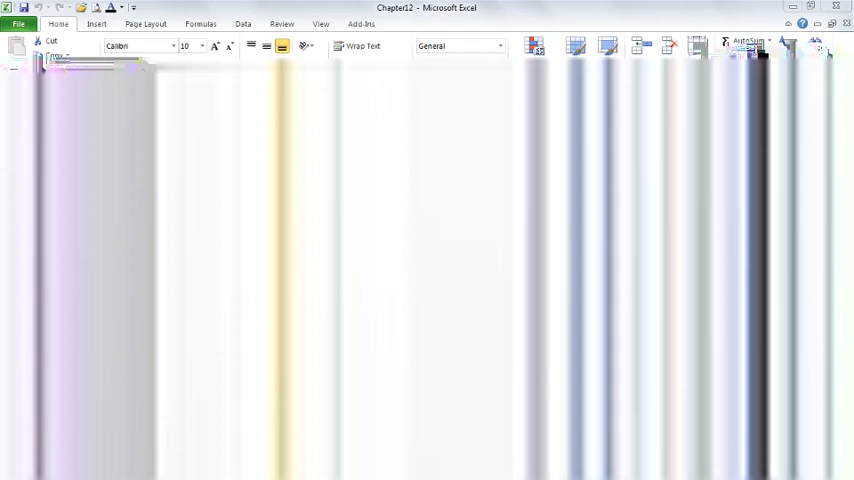 Chapter12 - Microsoft Excel
File Home Insert Page Layout Formulas Data Review View Add-Ins
Cut
Calibri 10 Wrap Text General AutoSum
Copy